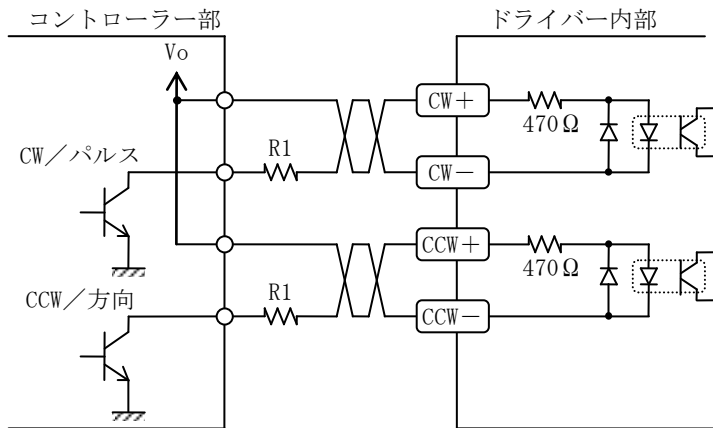 コントローラー部
ドライバー内部
Vo
CW＋
470Ω
CW／パルス
R1
CW－
CCW＋
470Ω
CCW／方向
R1
CCW－